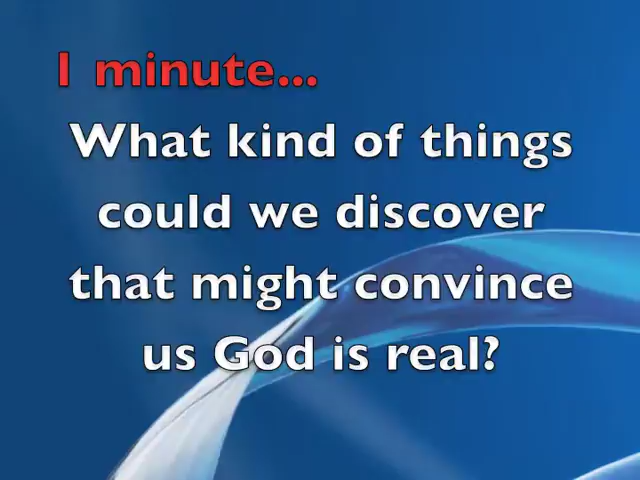 1 minute...
What kind of things
could we discover
that might convince
us God is real?